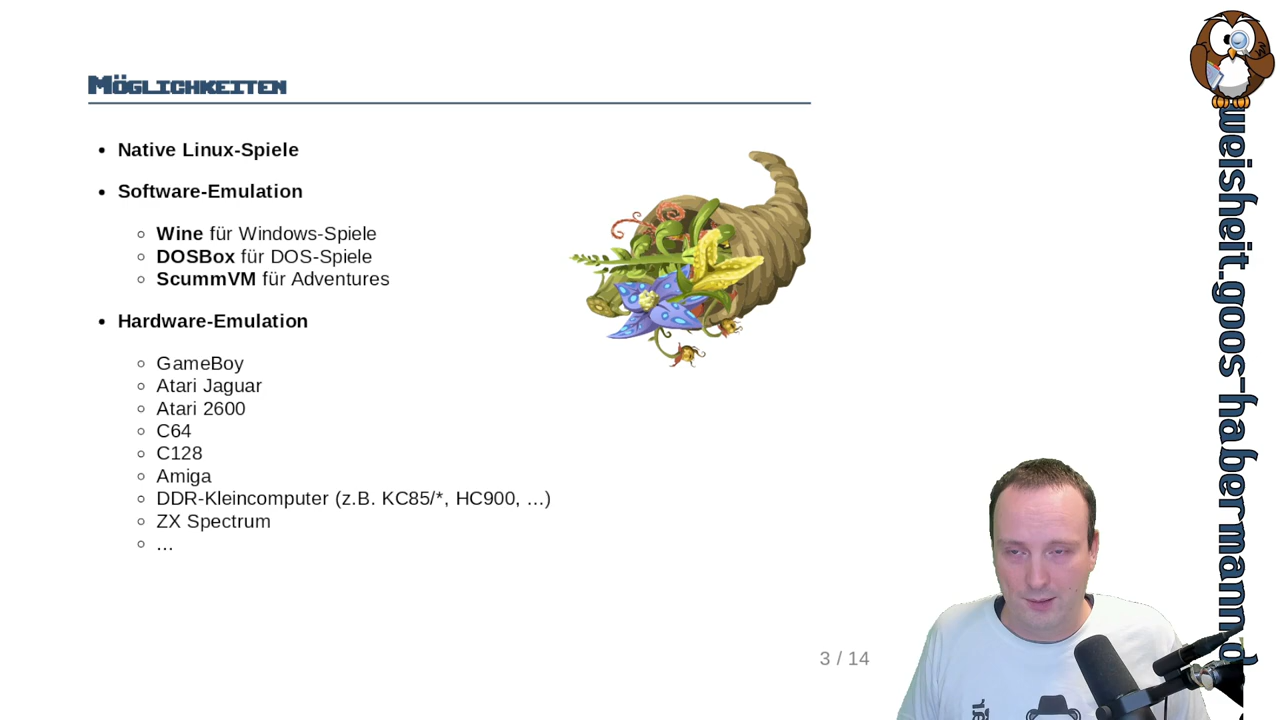 Möglichkeiten
• Native Linux-Spiele
• Software-Emulation
◦ Wine für Windows-Spiele
◦ DOSBox für DOS-Spiele
◦ ScummVM für Adventures
• Hardware-Emulation
◦ GameBoy
◦ Atari Jaguar
◦ Atari 2600
◦ C64
◦ C128
◦ Amiga
◦ DDR-Kleincomputer (z.B. KC85/*, HC900, …)
◦ ZX Spectrum
◦ …
3 / 14
weisheit.goos-habermann.d